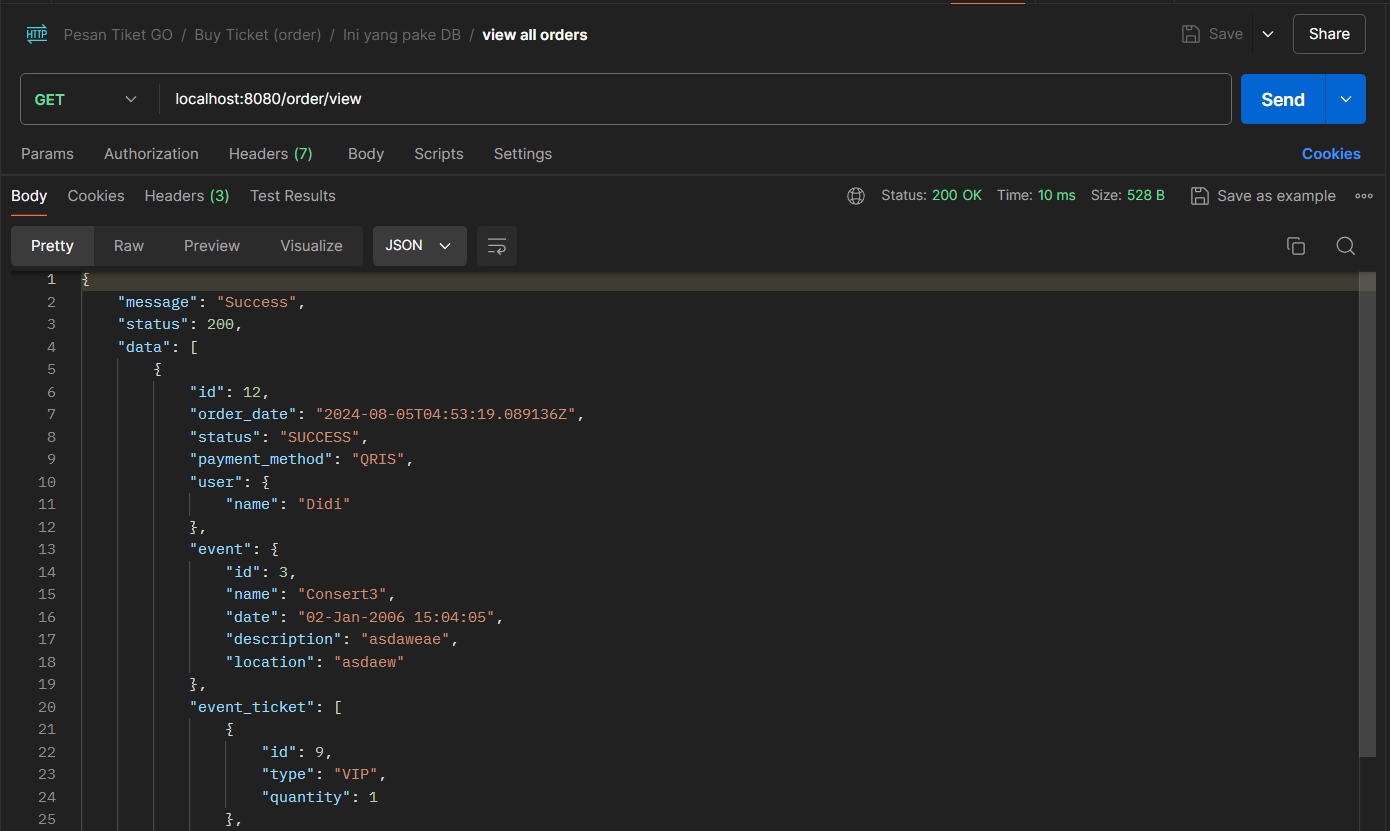 HTTP Pesan Tiket GO / Buy Ticket (order) / Ini yang pake DB / view all orders Save Share
GET localhost:8080/order/view Send
Params Authorization Headers (7) Body Scripts Settings Cookies
Body Cookies Headers (3) Test Results Status: 200 OK Time: 10 ms Size: 528 B Save as example
Pretty Raw Preview Visualize JSON
1 {
2 "message": "Success",
3 "status": 200,
4 "data": [
5 {
6 "id": 12,
7 "order_date": "2024-08-05T04:53:19.089136Z",
8 "status": "SUCCESS",
9 "payment_method": "QRIS",
10 "user": {
11 "name": "Didi"
12 },
13 "event": {
14 "id": 3,
15 "name": "Consert3",
16 "date": "02-Jan-2006 15:04:05",
17 "description": "asdaweae",
18 "location": "asdaew"
19 },
20 "event_ticket": [
21 {
22 "id": 9,
23 "type": "VIP",
24 "quantity": 1
25 },